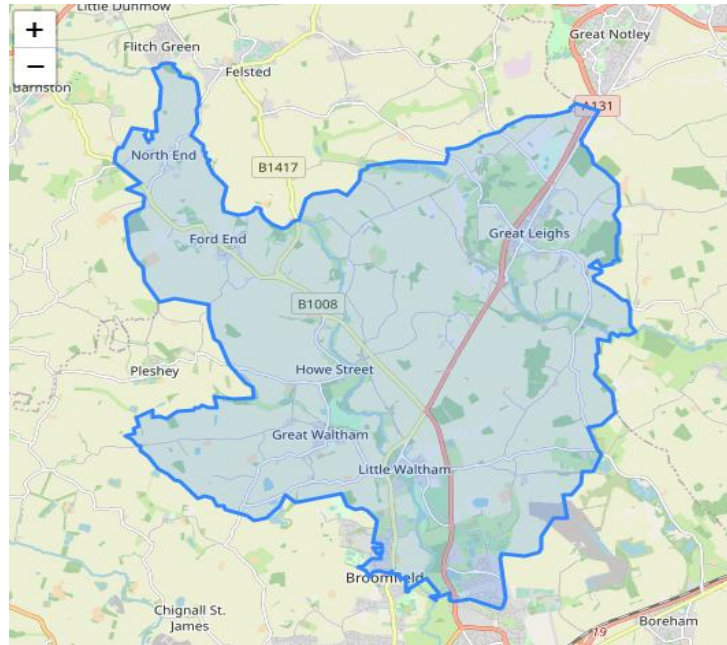 Little Dunmow
+
−
Flitch Green
Great Notley
Felsted
Barnston
A131
North End
B1417
Great Leighs
Ford End
B1008
Pleshey
Howe Street
Great Waltham
Little Waltham
Broomfield
Chignall St.
James
19
Boreham